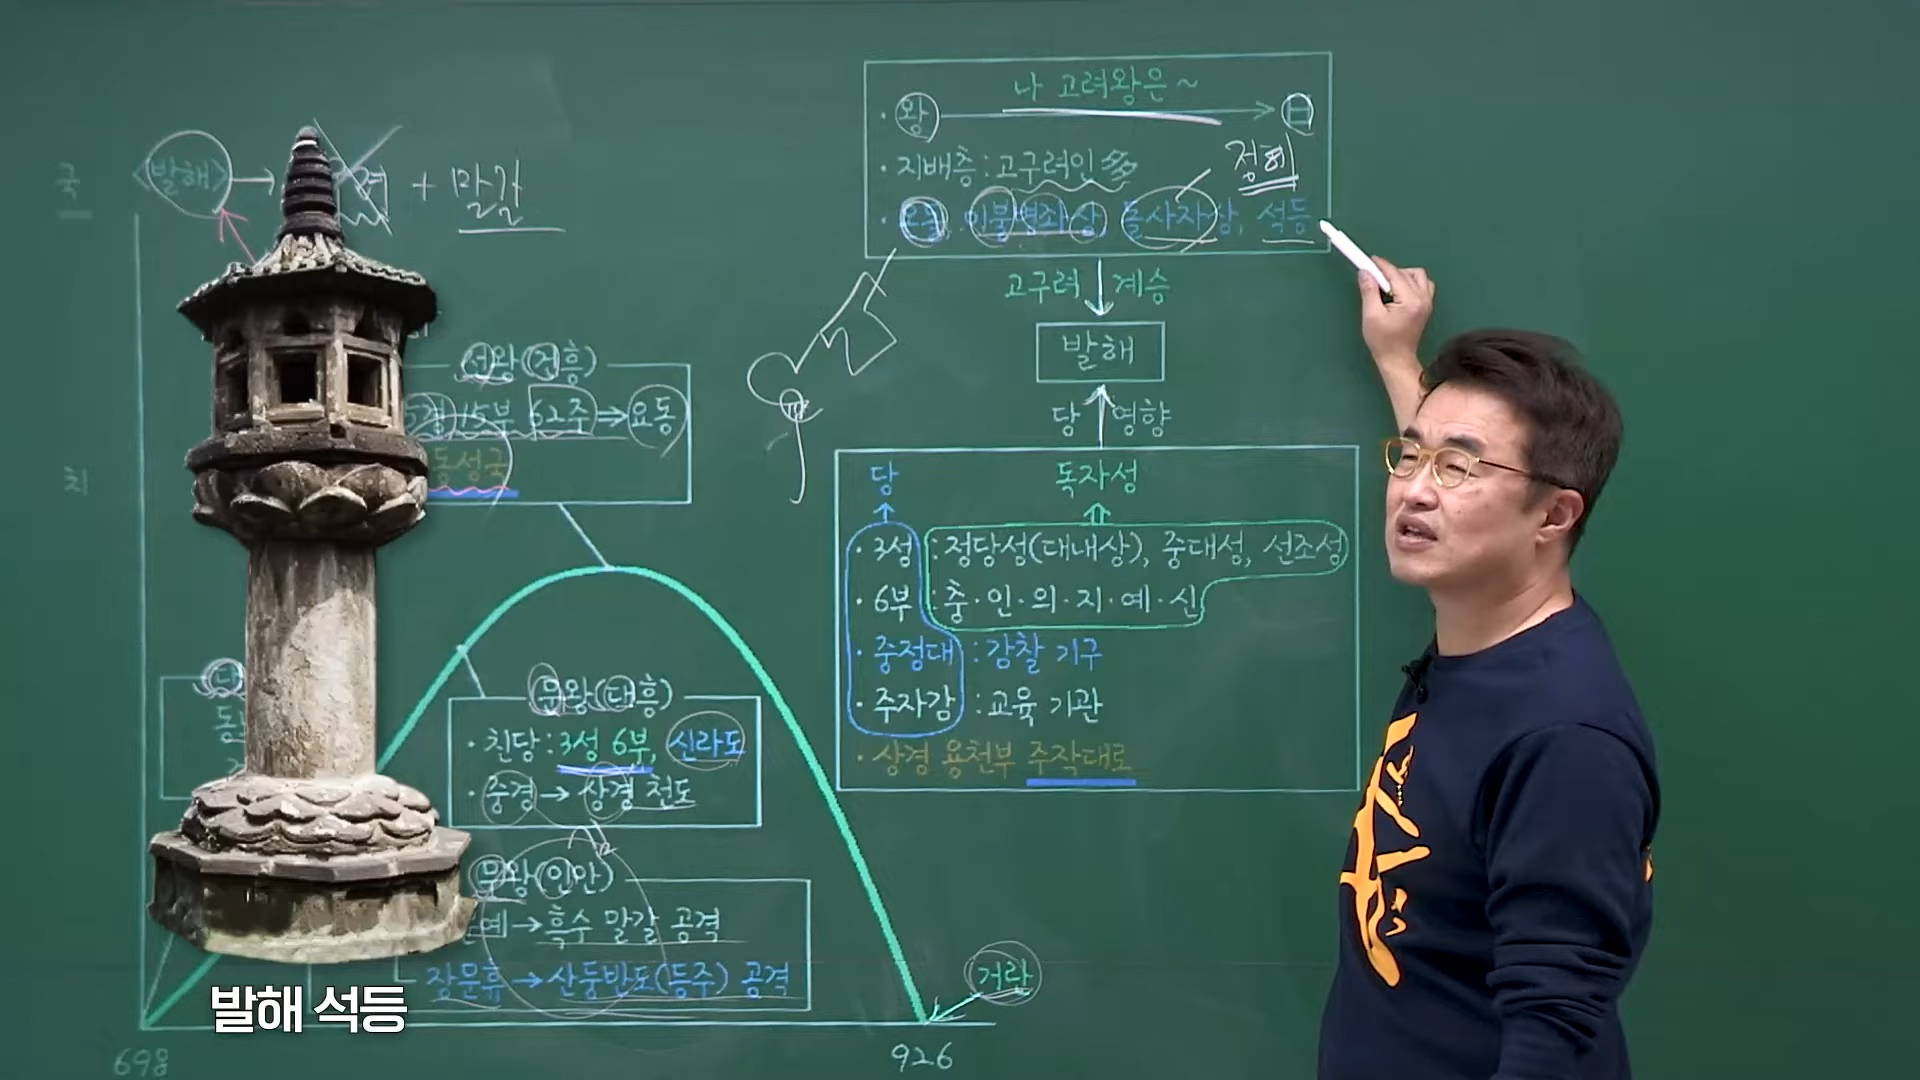 국
<발해> → + 말갈
치
선왕(건흥)
5경 15부 62주 → 요동
동성국
문왕(대흥)
· 친당 : 3성 6부, 신라도
· 중경 → 상경 천도
무왕(인안)
예 → 흑수 말갈 공격
장문휴 → 산둥반도(등주) 공격
거란
698
926
나 고려왕은 ~
· 왕 → 日
· 지배층 : 고구려인 多
정혜
· 온돌, 이불병좌상, 돌사자상, 석등
고구려 계승
발해
당 영향
당
독자성
· 3성 : 정당성(대내상), 중대성, 선조성
· 6부 : 충·인·의·지·예·신
· 중정대 : 감찰 기구
· 주자감 : 교육 기관
· 상경 용천부 주작대로
발해 석등